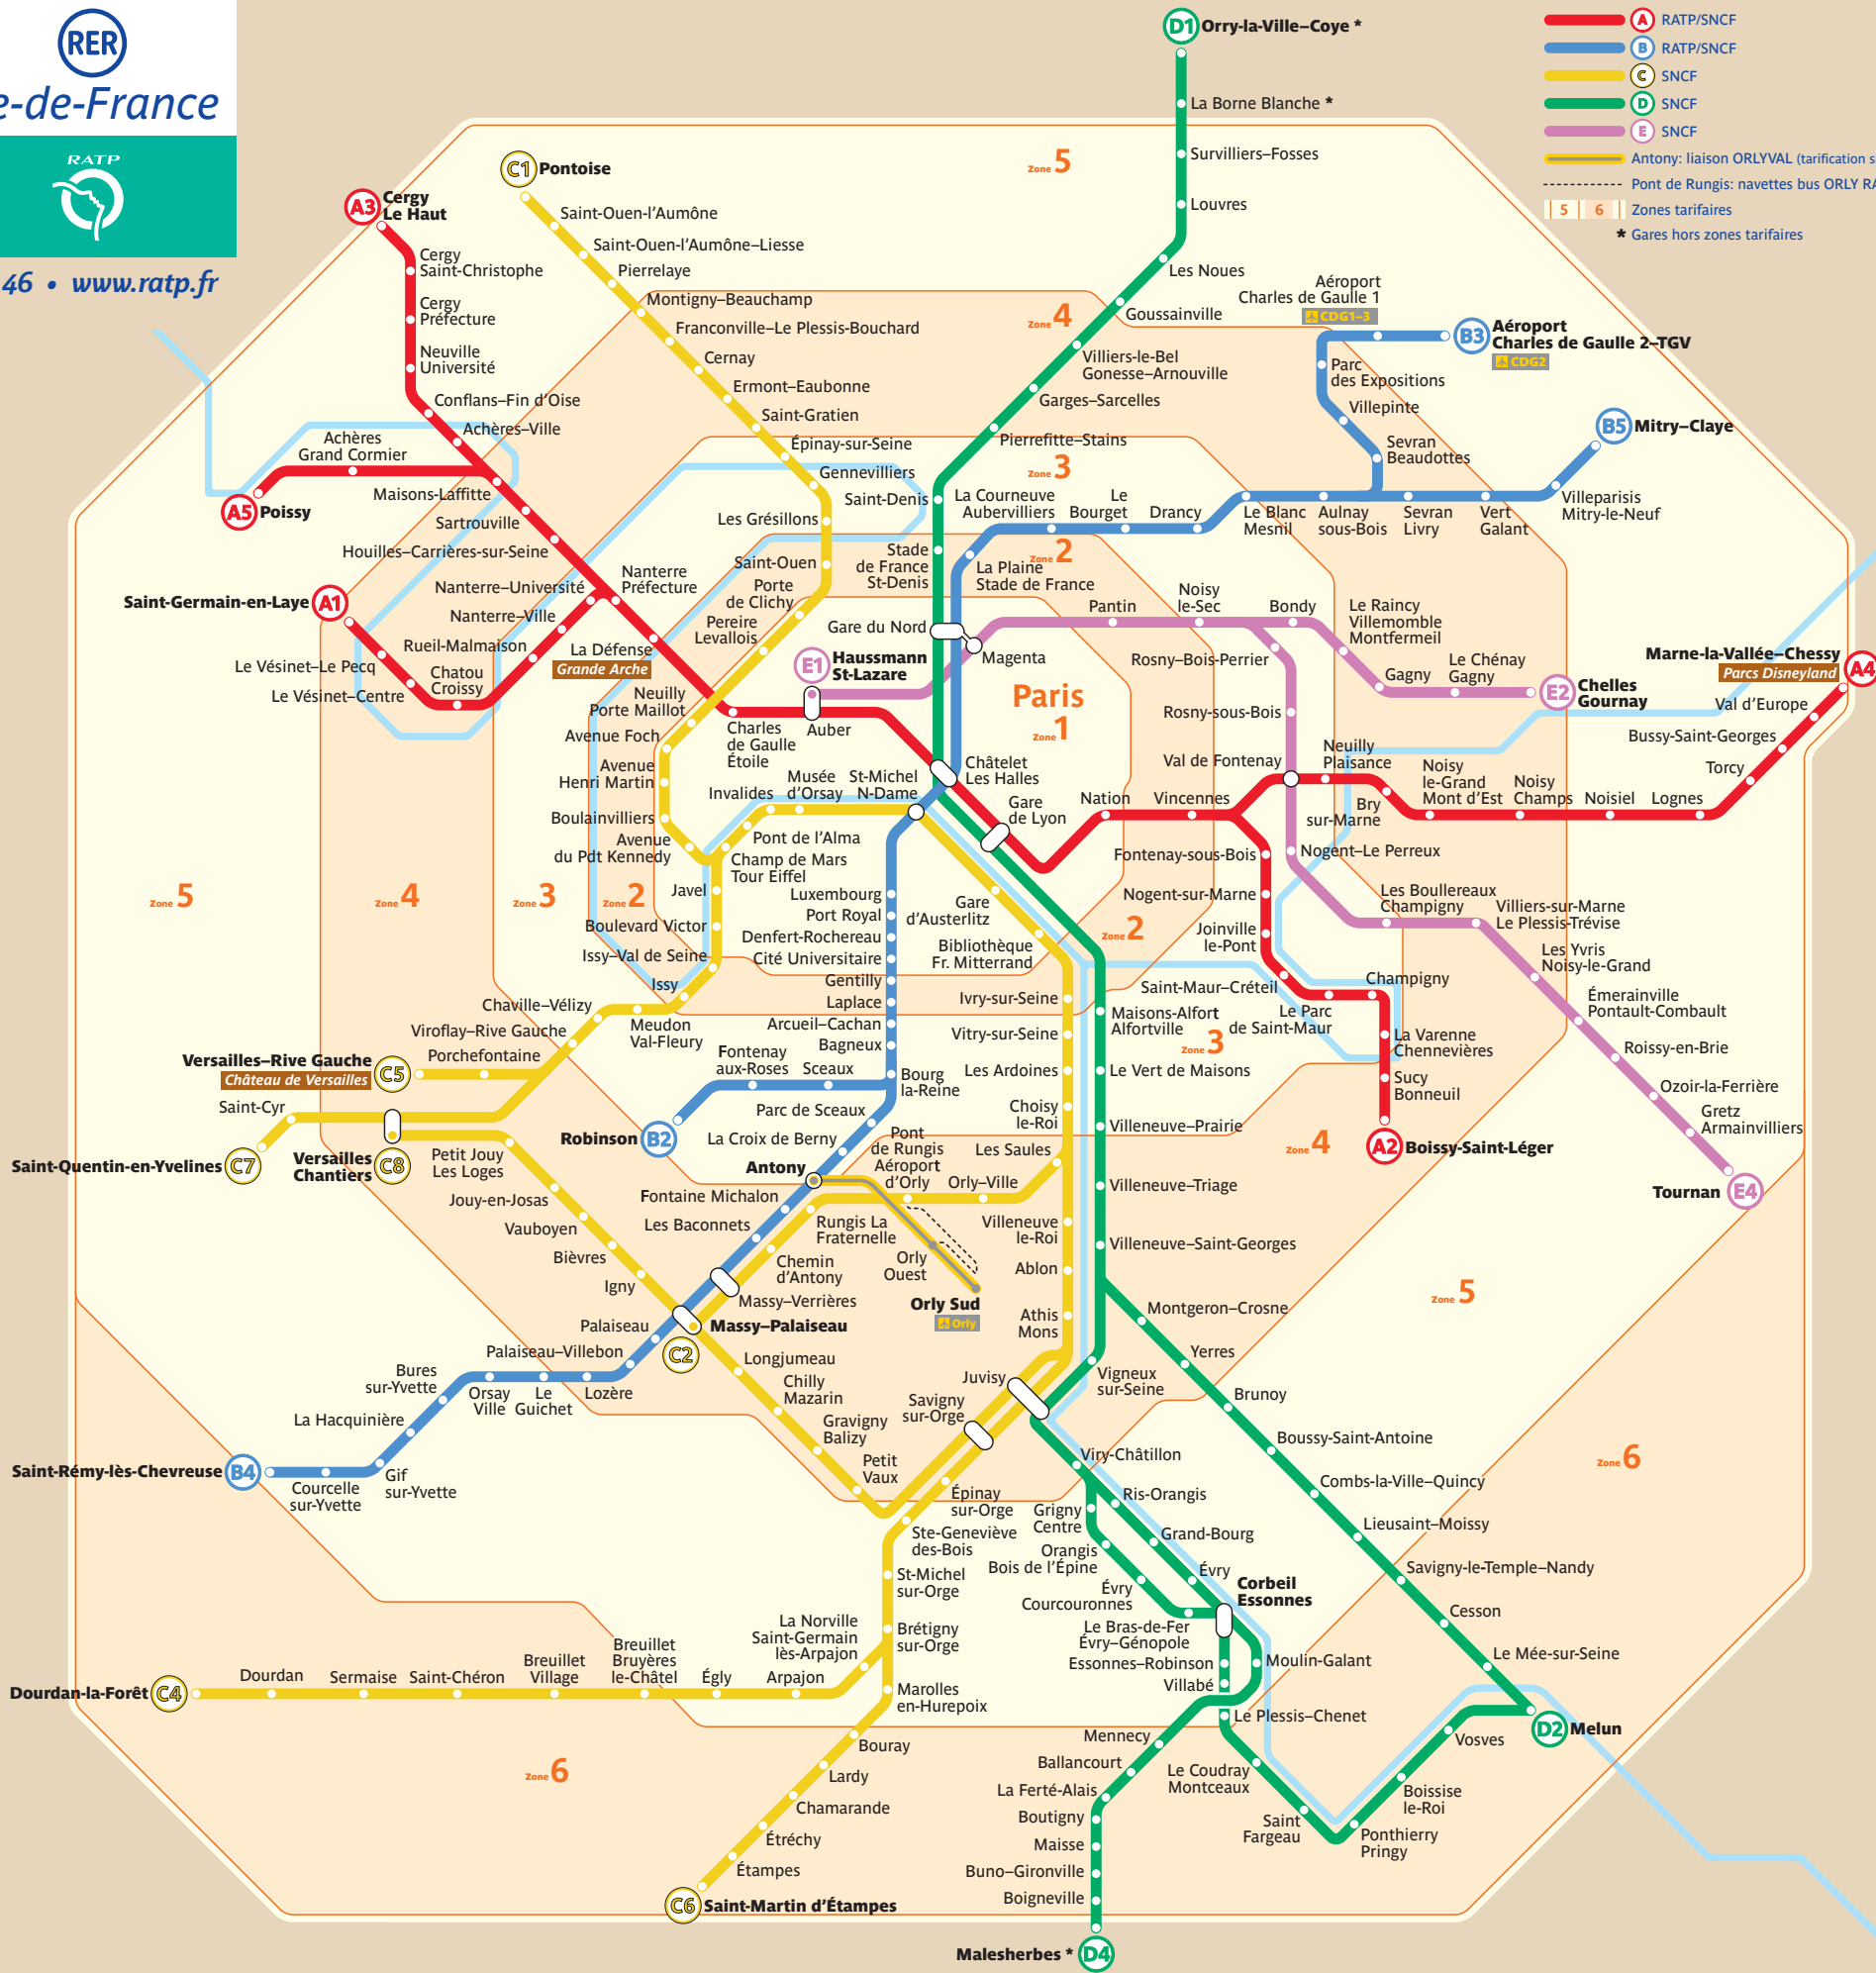 RER
e-de-France
RATP
46 • www.ratp.fr
A RATP/SNCF
B RATP/SNCF
C SNCF
D SNCF
E SNCF
Antony: liaison ORLYVAL (tarification s
Pont de Rungis: navettes bus ORLY RA
5 6 Zones tarifaires
* Gares hors zones tarifaires
D1 Orry-la-Ville–Coye *
La Borne Blanche *
Survilliers–Fosses
Louvres
Les Noues
Goussainville
Villiers-le-Bel
Gonesse–Arnouville
Garges–Sarcelles
Pierrefitte–Stains
Saint-Denis
Stade
de France
St-Denis
Zone 5
Zone 4
Zone 3
Zone 2
Paris
Zone 1
C1 Pontoise
Saint-Ouen-l'Aumône
Saint-Ouen-l'Aumône–Liesse
Pierrelaye
Montigny–Beauchamp
Franconville–Le Plessis-Bouchard
Cernay
Ermont–Eaubonne
Saint-Gratien
Épinay-sur-Seine
Gennevilliers
Les Grésillons
Saint-Ouen
Porte
de Clichy
Pereire
Levallois
Neuilly
Porte Maillot
Avenue Foch
Avenue
Henri Martin
Boulainvilliers
Avenue
du Pdt Kennedy
A3 Cergy
Le Haut
Cergy
Saint-Christophe
Cergy
Préfecture
Neuville
Université
Conflans–Fin d'Oise
Achères–Ville
Achères
Grand Cormier
A5 Poissy
Maisons-Laffitte
Sartrouville
Houilles–Carrières-sur-Seine
Nanterre–Université
Nanterre
Préfecture
Nanterre–Ville
Rueil-Malmaison
Saint-Germain-en-Laye A1
Le Vésinet–Le Pecq
Le Vésinet–Centre
Chatou
Croissy
La Défense
Grande Arche
Charles
de Gaulle
Étoile
Auber
E1 Haussmann
St-Lazare
Gare du Nord
Magenta
Châtelet
Les Halles
Gare
de Lyon
Nation
Vincennes
Aéroport
Charles de Gaulle 1
CDG1–3
B3 Aéroport
Charles de Gaulle 2–TGV
CDG2
Parc
des Expositions
Villepinte
Sevran
Beaudottes
B5 Mitry–Claye
Villeparisis
Mitry-le-Neuf
Vert
Galant
Sevran
Livry
Aulnay
sous-Bois
Le Blanc
Mesnil
Drancy
Le
Bourget
La Courneuve
Aubervilliers
La Plaine
Stade de France
Pantin
Noisy
le-Sec
Bondy
Le Raincy
Villemomble
Montfermeil
Gagny
Le Chénay
Gagny
E2 Chelles
Gournay
Rosny–Bois-Perrier
Rosny-sous-Bois
Val de Fontenay
Neuilly
Plaisance
Bry
sur-Marne
Noisy
le-Grand
Mont d'Est
Noisy
Champs
Noisiel
Lognes
Torcy
Bussy-Saint-Georges
Val d'Europe
Marne-la-Vallée–Chessy
Parcs Disneyland
A4
Nogent–Le Perreux
Les Boullereaux
Champigny
Villiers-sur-Marne
Le Plessis-Trévise
Les Yvris
Noisy-le-Grand
Émerainville
Pontault-Combault
Roissy-en-Brie
Ozoir-la-Ferrière
Gretz
Armainvilliers
Tournan E4
Fontenay-sous-Bois
Nogent-sur-Marne
Joinville
le-Pont
Saint-Maur–Créteil
Le Parc
de Saint-Maur
Champigny
La Varenne
Chennevières
Sucy
Bonneuil
A2 Boissy-Saint-Léger
Invalides
Musée
d'Orsay
St-Michel
N-Dame
Pont de l'Alma
Champ de Mars
Tour Eiffel
Javel
Boulevard Victor
Issy–Val de Seine
Issy
Meudon
Val-Fleury
Chaville–Vélizy
Viroflay–Rive Gauche
Porchefontaine
Versailles–Rive Gauche C5
Château de Versailles
Saint-Cyr
Saint-Quentin-en-Yvelines C7
Versailles
Chantiers
C8
Petit Jouy
Les Loges
Jouy-en-Josas
Vauboyen
Bièvres
Igny
Massy–Palaiseau
C2
Longjumeau
Chilly
Mazarin
Gravigny
Balizy
Petit
Vaux
Zone 5
Zone 4
Zone 3
Zone 2
Luxembourg
Port Royal
Denfert-Rochereau
Cité Universitaire
Gentilly
Laplace
Arcueil–Cachan
Bagneux
Bourg
la-Reine
Fontenay
aux-Roses
Sceaux
Robinson B2
Parc de Sceaux
La Croix de Berny
Antony
Fontaine Michalon
Les Baconnets
Massy–Verrières
Palaiseau
Palaiseau–Villebon
Lozère
Le
Guichet
Orsay
Ville
Bures
sur-Yvette
La Hacquinière
Gif
sur-Yvette
Courcelle
sur-Yvette
Saint-Rémy-lès-Chevreuse B4
Gare
d'Austerlitz
Bibliothèque
Fr. Mitterrand
Ivry-sur-Seine
Vitry-sur-Seine
Les Ardoines
Choisy
le-Roi
Les Saules
Orly–Ville
Pont
de Rungis
Aéroport
d'Orly
Rungis La
Fraternelle
Chemin
d'Antony
Orly
Ouest
Orly Sud
Orly
Villeneuve
le-Roi
Ablon
Athis
Mons
Juvisy
Savigny
sur-Orge
Épinay
sur-Orge
Ste-Geneviève
des-Bois
St-Michel
sur-Orge
Brétigny
sur-Orge
Marolles
en-Hurepoix
Bouray
Lardy
Chamarande
Étréchy
Étampes
C6 Saint-Martin d'Étampes
La Norville
Saint-Germain
lès-Arpajon
Arpajon
Égly
Breuillet
Bruyères
le-Châtel
Breuillet
Village
Saint-Chéron
Sermaise
Dourdan
Dourdan-la-Forêt C4
Zone 2
Zone 3
Zone 4
Zone 5
Zone 6
Zone 6
Maisons-Alfort
Alfortville
Le Vert de Maisons
Villeneuve–Prairie
Villeneuve–Triage
Villeneuve–Saint-Georges
Montgeron–Crosne
Yerres
Brunoy
Boussy-Saint-Antoine
Combs-la-Ville–Quincy
Lieusaint–Moissy
Savigny-le-Temple–Nandy
Cesson
Le Mée-sur-Seine
D2 Melun
Vigneux
sur-Seine
Viry-Châtillon
Ris-Orangis
Grand-Bourg
Évry
Corbeil
Essonnes
Grigny
Centre
Orangis
Bois de l'Épine
Évry
Courcouronnes
Le Bras-de-Fer
Évry–Génopole
Essonnes–Robinson
Villabé
Moulin-Galant
Le Plessis–Chenet
Le Coudray
Montceaux
Saint
Fargeau
Ponthierry
Pringy
Boissise
le-Roi
Vosves
Mennecy
Ballancourt
La Ferté-Alais
Boutigny
Maisse
Buno–Gironville
Boigneville
Malesherbes * D4